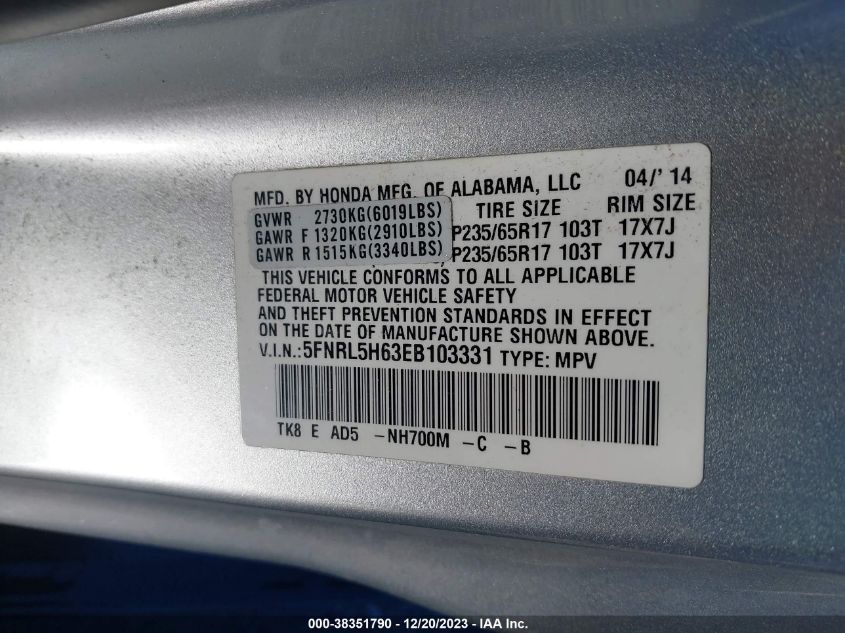 MFD. BY HONDA MFG. OF ALABAMA, LLC 04/' 14
GVWR 2730KG(6019LBS) TIRE SIZE RIM SIZE
GAWR F 1320KG(2910LBS) P235/65R17 103T 17X7J
GAWR R 1515KG(3340LBS) P235/65R17 103T 17X7J
THIS VEHICLE CONFORMS TO ALL APPLICABLE
FEDERAL MOTOR VEHICLE SAFETY
AND THEFT PREVENTION STANDARDS IN EFFECT
ON THE DATE OF MANUFACTURE SHOWN ABOVE.
V.I.N.:5FNRL5H63EB103331 TYPE: MPV
TK8 E AD5 -NH700M -C -B
000-38351790 - 12/20/2023 - IAA Inc.